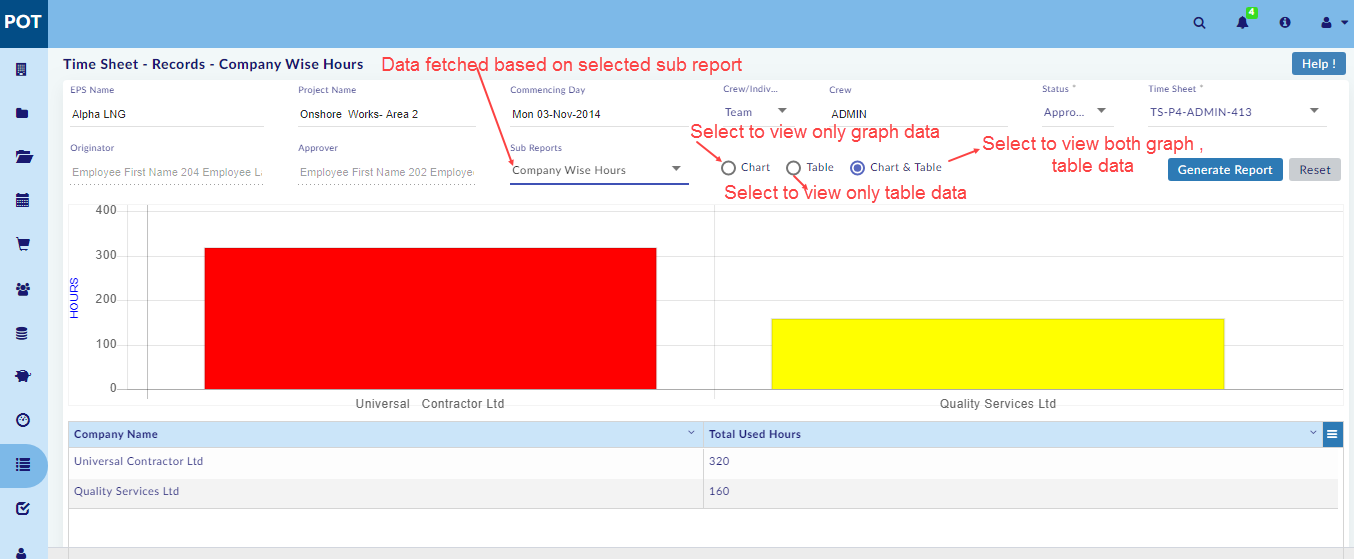 POT
4
Time Sheet - Records - Company Wise Hours
Data fetched based on selected sub report
Help !
EPS Name
Project Name
Commencing Day
Crew/Indiv...
Crew
Status *
Time Sheet *
Alpha LNG
Onshore Works- Area 2
Mon 03-Nov-2014
Team
ADMIN
Appro...
TS-P4-ADMIN-413
Select to view only graph data
Select to view both graph ,
table data
Originator
Approver
Sub Reports
Employee First Name 204 Employee La
Employee First Name 202 Employee
Company Wise Hours
Chart
Table
Chart & Table
Generate Report
Reset
Select to view only table data
400
300
200
100
0
HOURS
Universal Contractor Ltd
Quality Services Ltd
Company Name
Total Used Hours
Universal Contractor Ltd
320
Quality Services Ltd
160